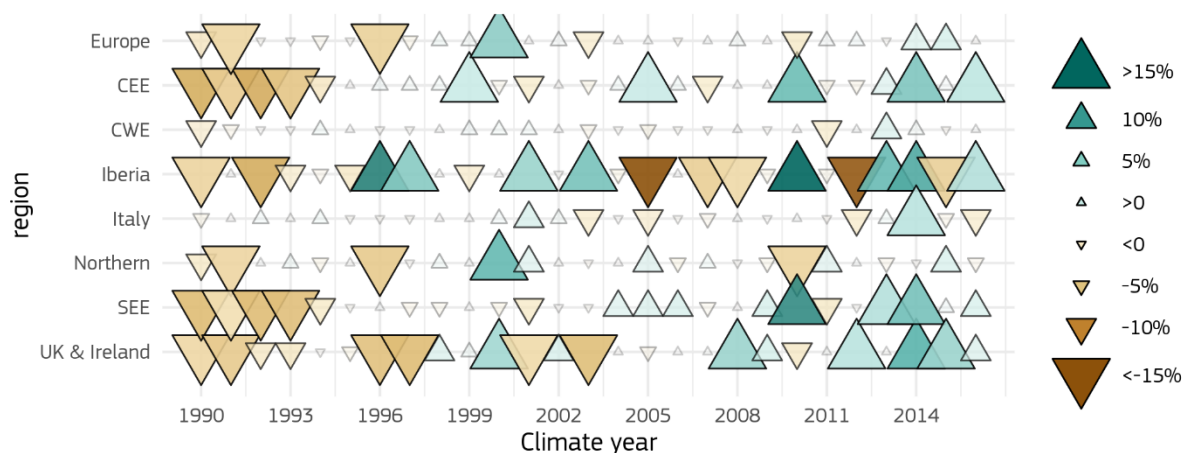 region
Europe
CEE
CWE
Iberia
Italy
Northern
SEE
UK & Ireland
1990 1993 1996 1999 2002 2005 2008 2011 2014
Climate year
>15%
10%
5%
>0
<0
-5%
-10%
<-15%